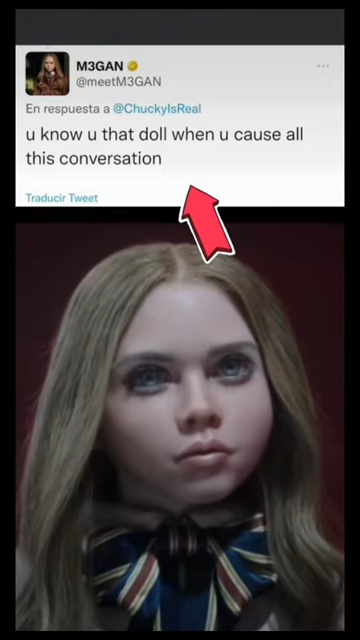 M3GAN
@meetM3GAN
En respuesta a @ChuckyIsReal
u know u that doll when u cause all
this conversation
Traducir Tweet